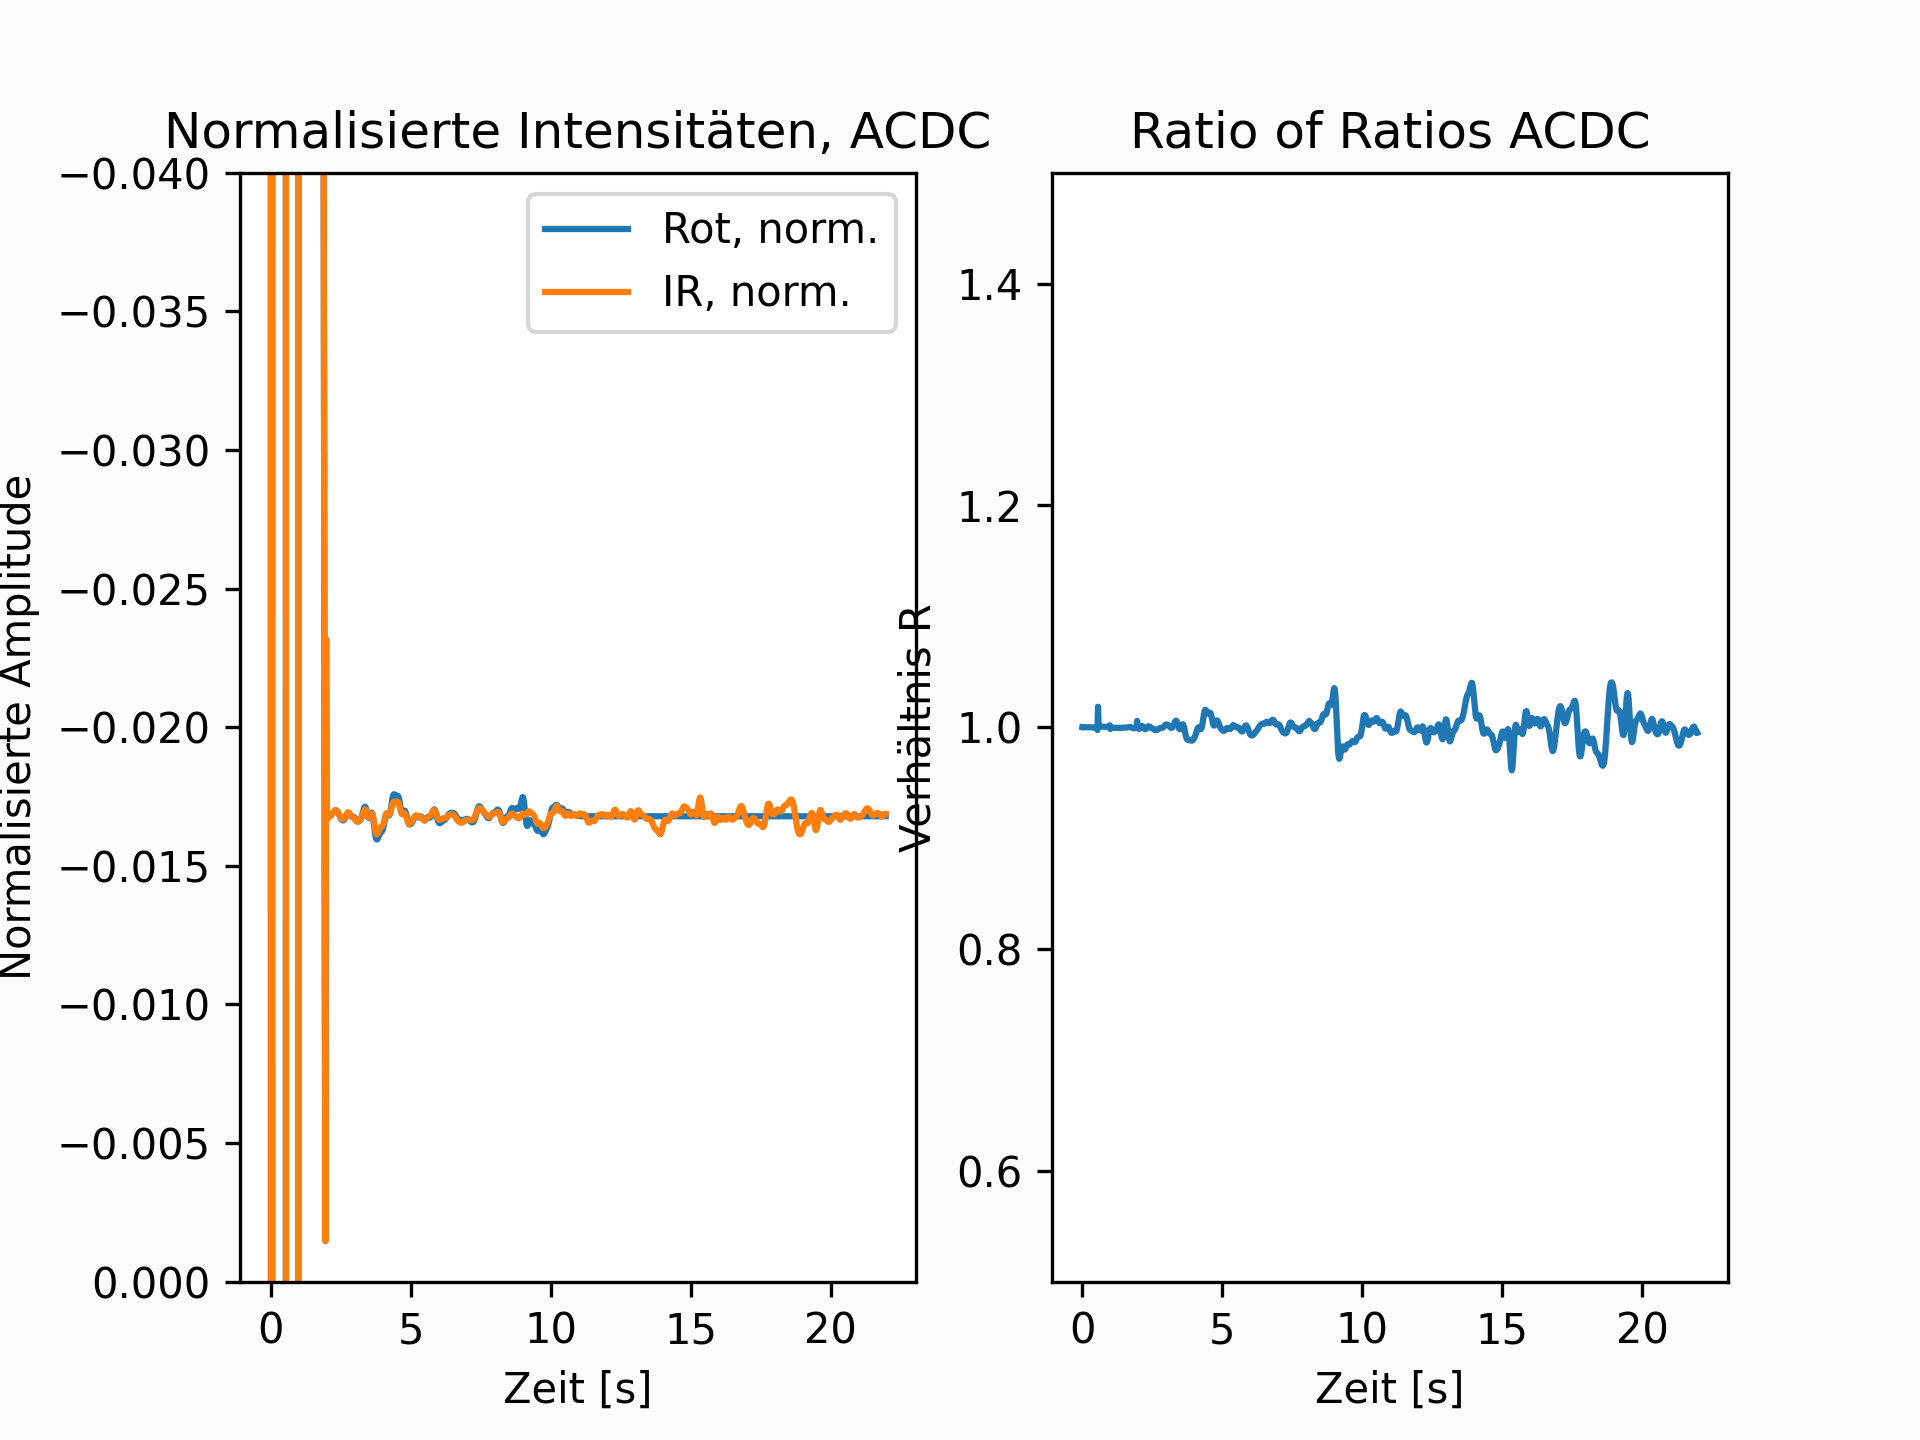 Normalisierte Intensitäten, ACDC
Normalisierte Amplitude
−0.040
−0.035
−0.030
−0.025
−0.020
−0.015
−0.010
−0.005
0.000
Rot, norm.
IR, norm.
0 5 10 15 20
Zeit [s]
Ratio of Ratios ACDC
Verhältnis R
1.4
1.2
1.0
0.8
0.6
0 5 10 15 20
Zeit [s]